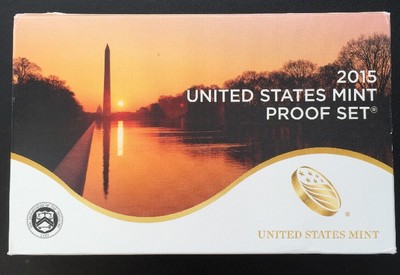 2015
UNITED STATES MINT
PROOF SET®
UNITED STATES MINT